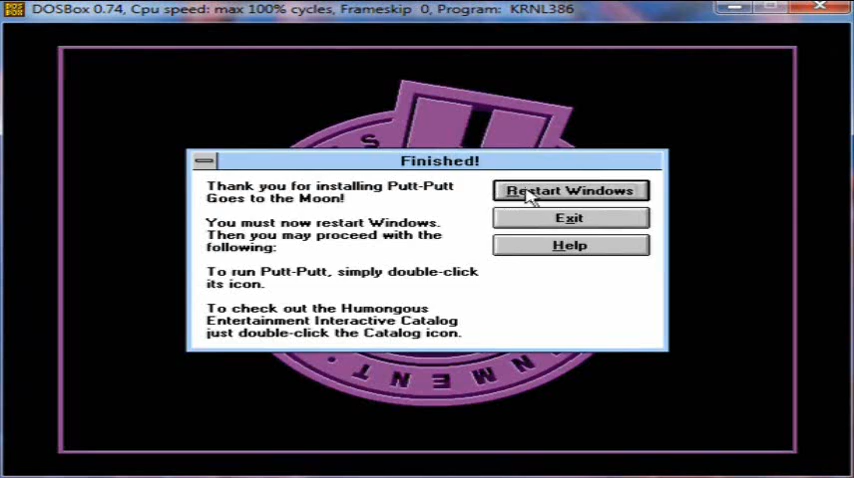 DOSBox 0.74, Cpu speed: max 100% cycles, Frameskip 0, Program: KRNL386
Finished!
Thank you for installing Putt-Putt
Goes to the Moon!
You must now restart Windows.
Then you may proceed with the
following:
To run Putt-Putt, simply double-click
its icon.
To check out the Humongous
Entertainment Interactive Catalog
just double-click the Catalog icon.
Restart Windows
Exit
Help